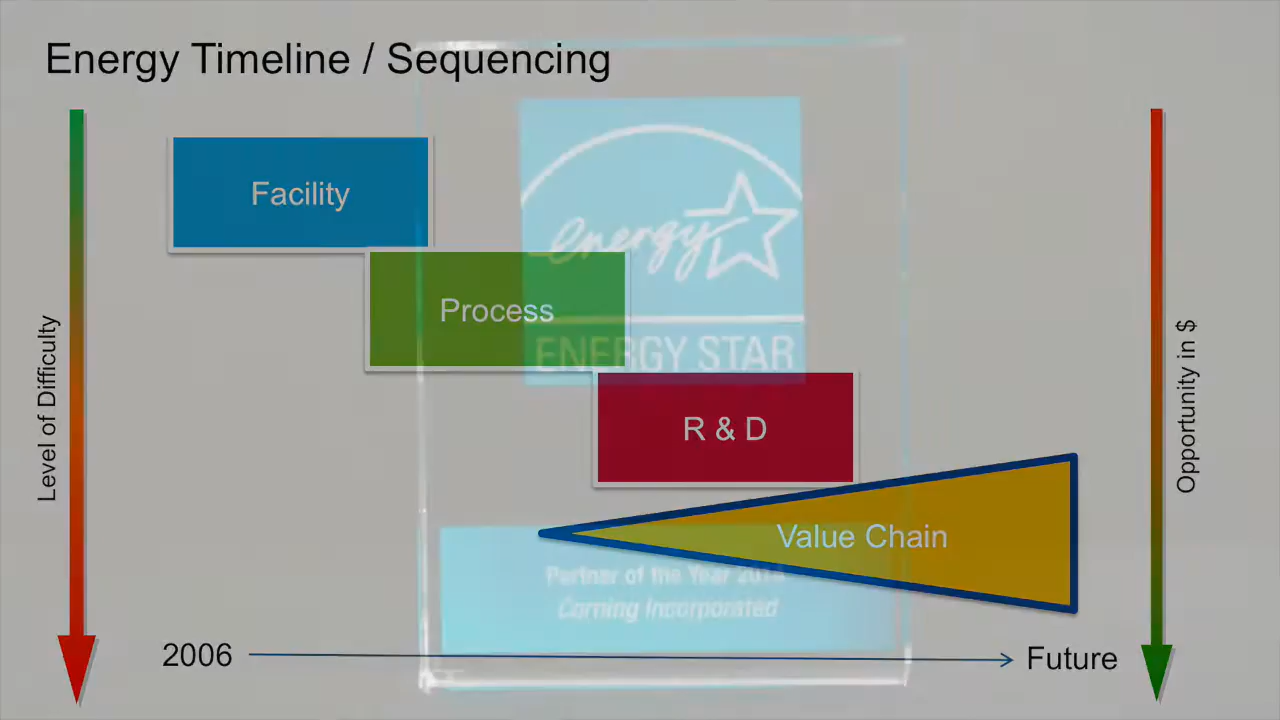 Energy Timeline / Sequencing
Facility
energy
Process
ENERGY STAR
Level of Difficulty
Opportunity in $
R & D
Value Chain
Partner of the Year 2014
Corning Incorporated
2006
Future